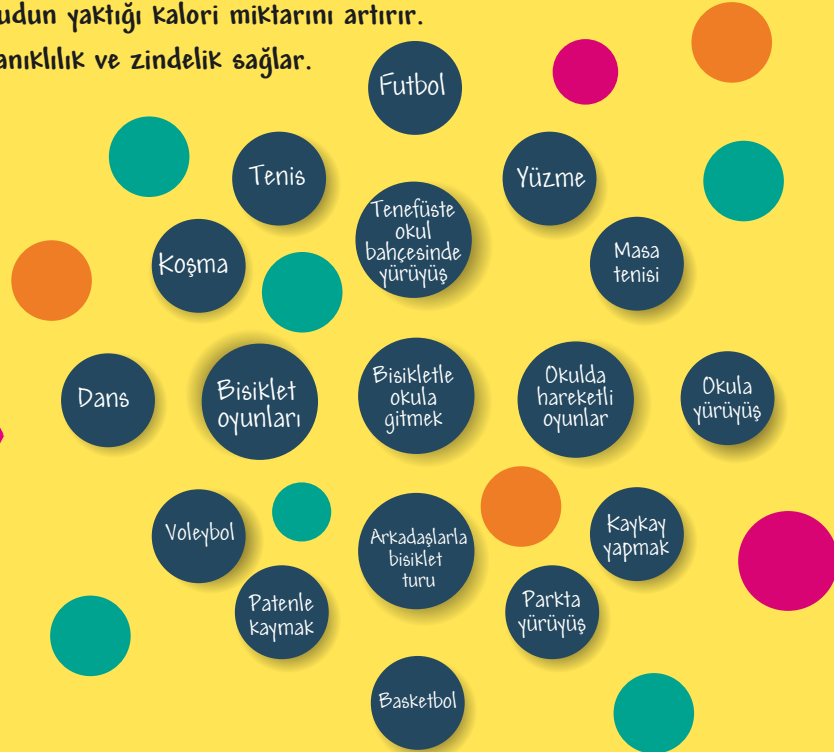 yaktığı kalori miktarını artırır.
ve zindelik sağlar.
Futbol
Tenis
Yüzme
Tenefüste
okul
bahçesinde
yürüyüş
Koşma
Masa
tenisi
Dans
Bisiklet
oyunları
Bisikletle
okula
gitmek
Okulda
hareketli
oyunlar
Okula
yürüyüş
Voleybol
Arkadaşlarla
bisiklet
turu
Kaykay
yapmak
Patenle
kaymak
Parkta
yürüyüş
Basketbol